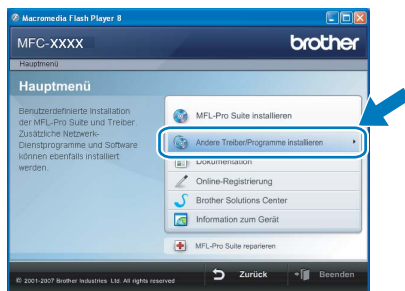 Macromedia Flash Player 8
MFC-XXXX
brother
Hauptmenü
Hauptmenü
Benutzerdefinierte Installation
der MFL-Pro Suite und Treiber.
Zusätzliche Netzwerk-
Dienstprogramme und Software
können ebenfalls installiert
werden.
MFL-Pro Suite installieren
Andere Treiber/Programme installieren
Dokumentation
Online-Registrierung
Brother Solutions Center
Information zum Gerät
MFL-Pro Suite reparieren
© 2001-2007 Brother Industries Ltd. All rights reserved
Zurück
Beenden